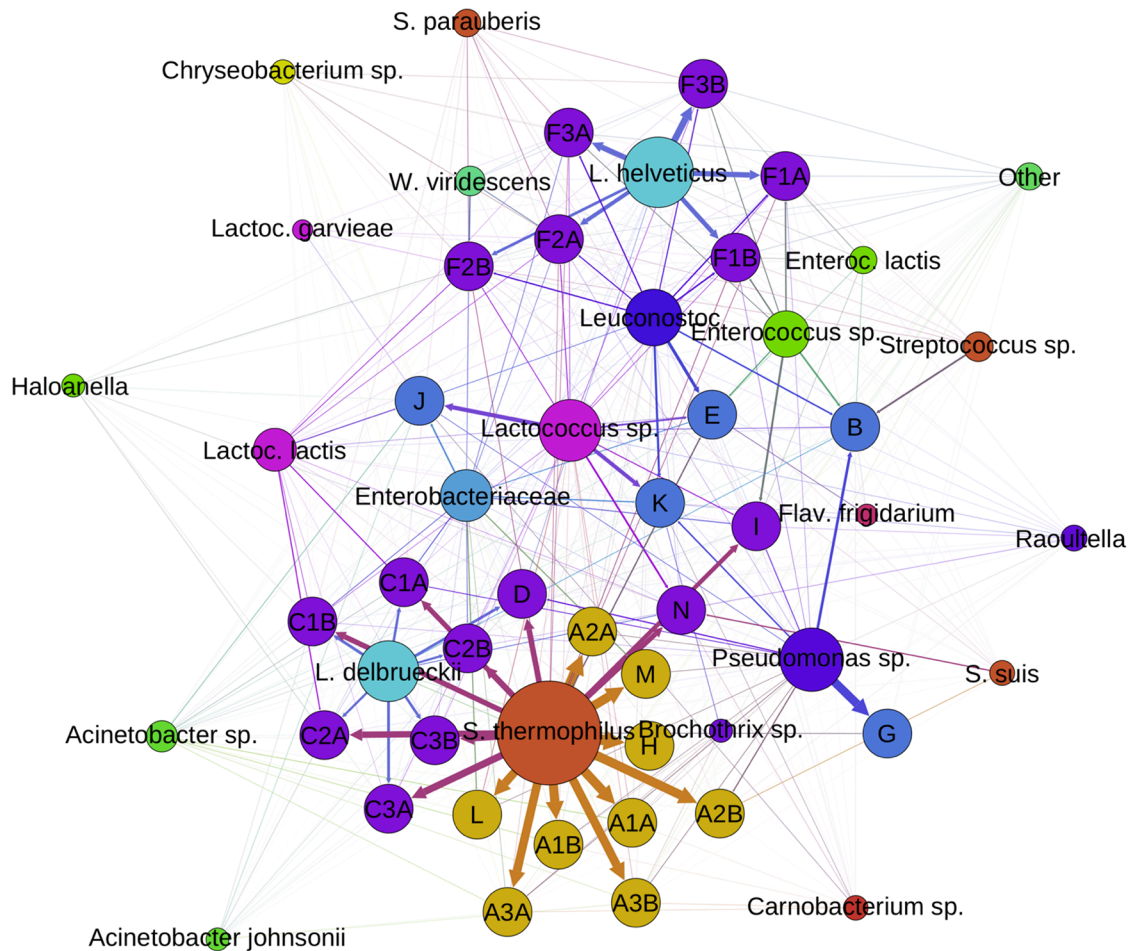 S. parauberis
Chryseobacterium sp.
F3B
F3A
L. helveticus
F1A
Other
W. viridescens
Lactoc. garvieae
F2A
F2B
F1B
Enteroc. lactis
Leuconostoc
Enterococcus sp.
Streptococcus sp.
Haloanella
J
E
B
Lactococcus sp.
Lactoc. lactis
Enterobacteriaceae
K
I
Flav. frigidarium
Raoultella
C1A
D
N
C1B
A2A
C2B
L. delbrueckii
M
Pseudomonas sp.
S. suis
Acinetobacter sp.
C2A
C3B
S. thermophilus
Brochothrix sp.
H
G
C3A
L
A1B
A1A
A2B
A3A
A3B
Carnobacterium sp.
Acinetobacter johnsonii